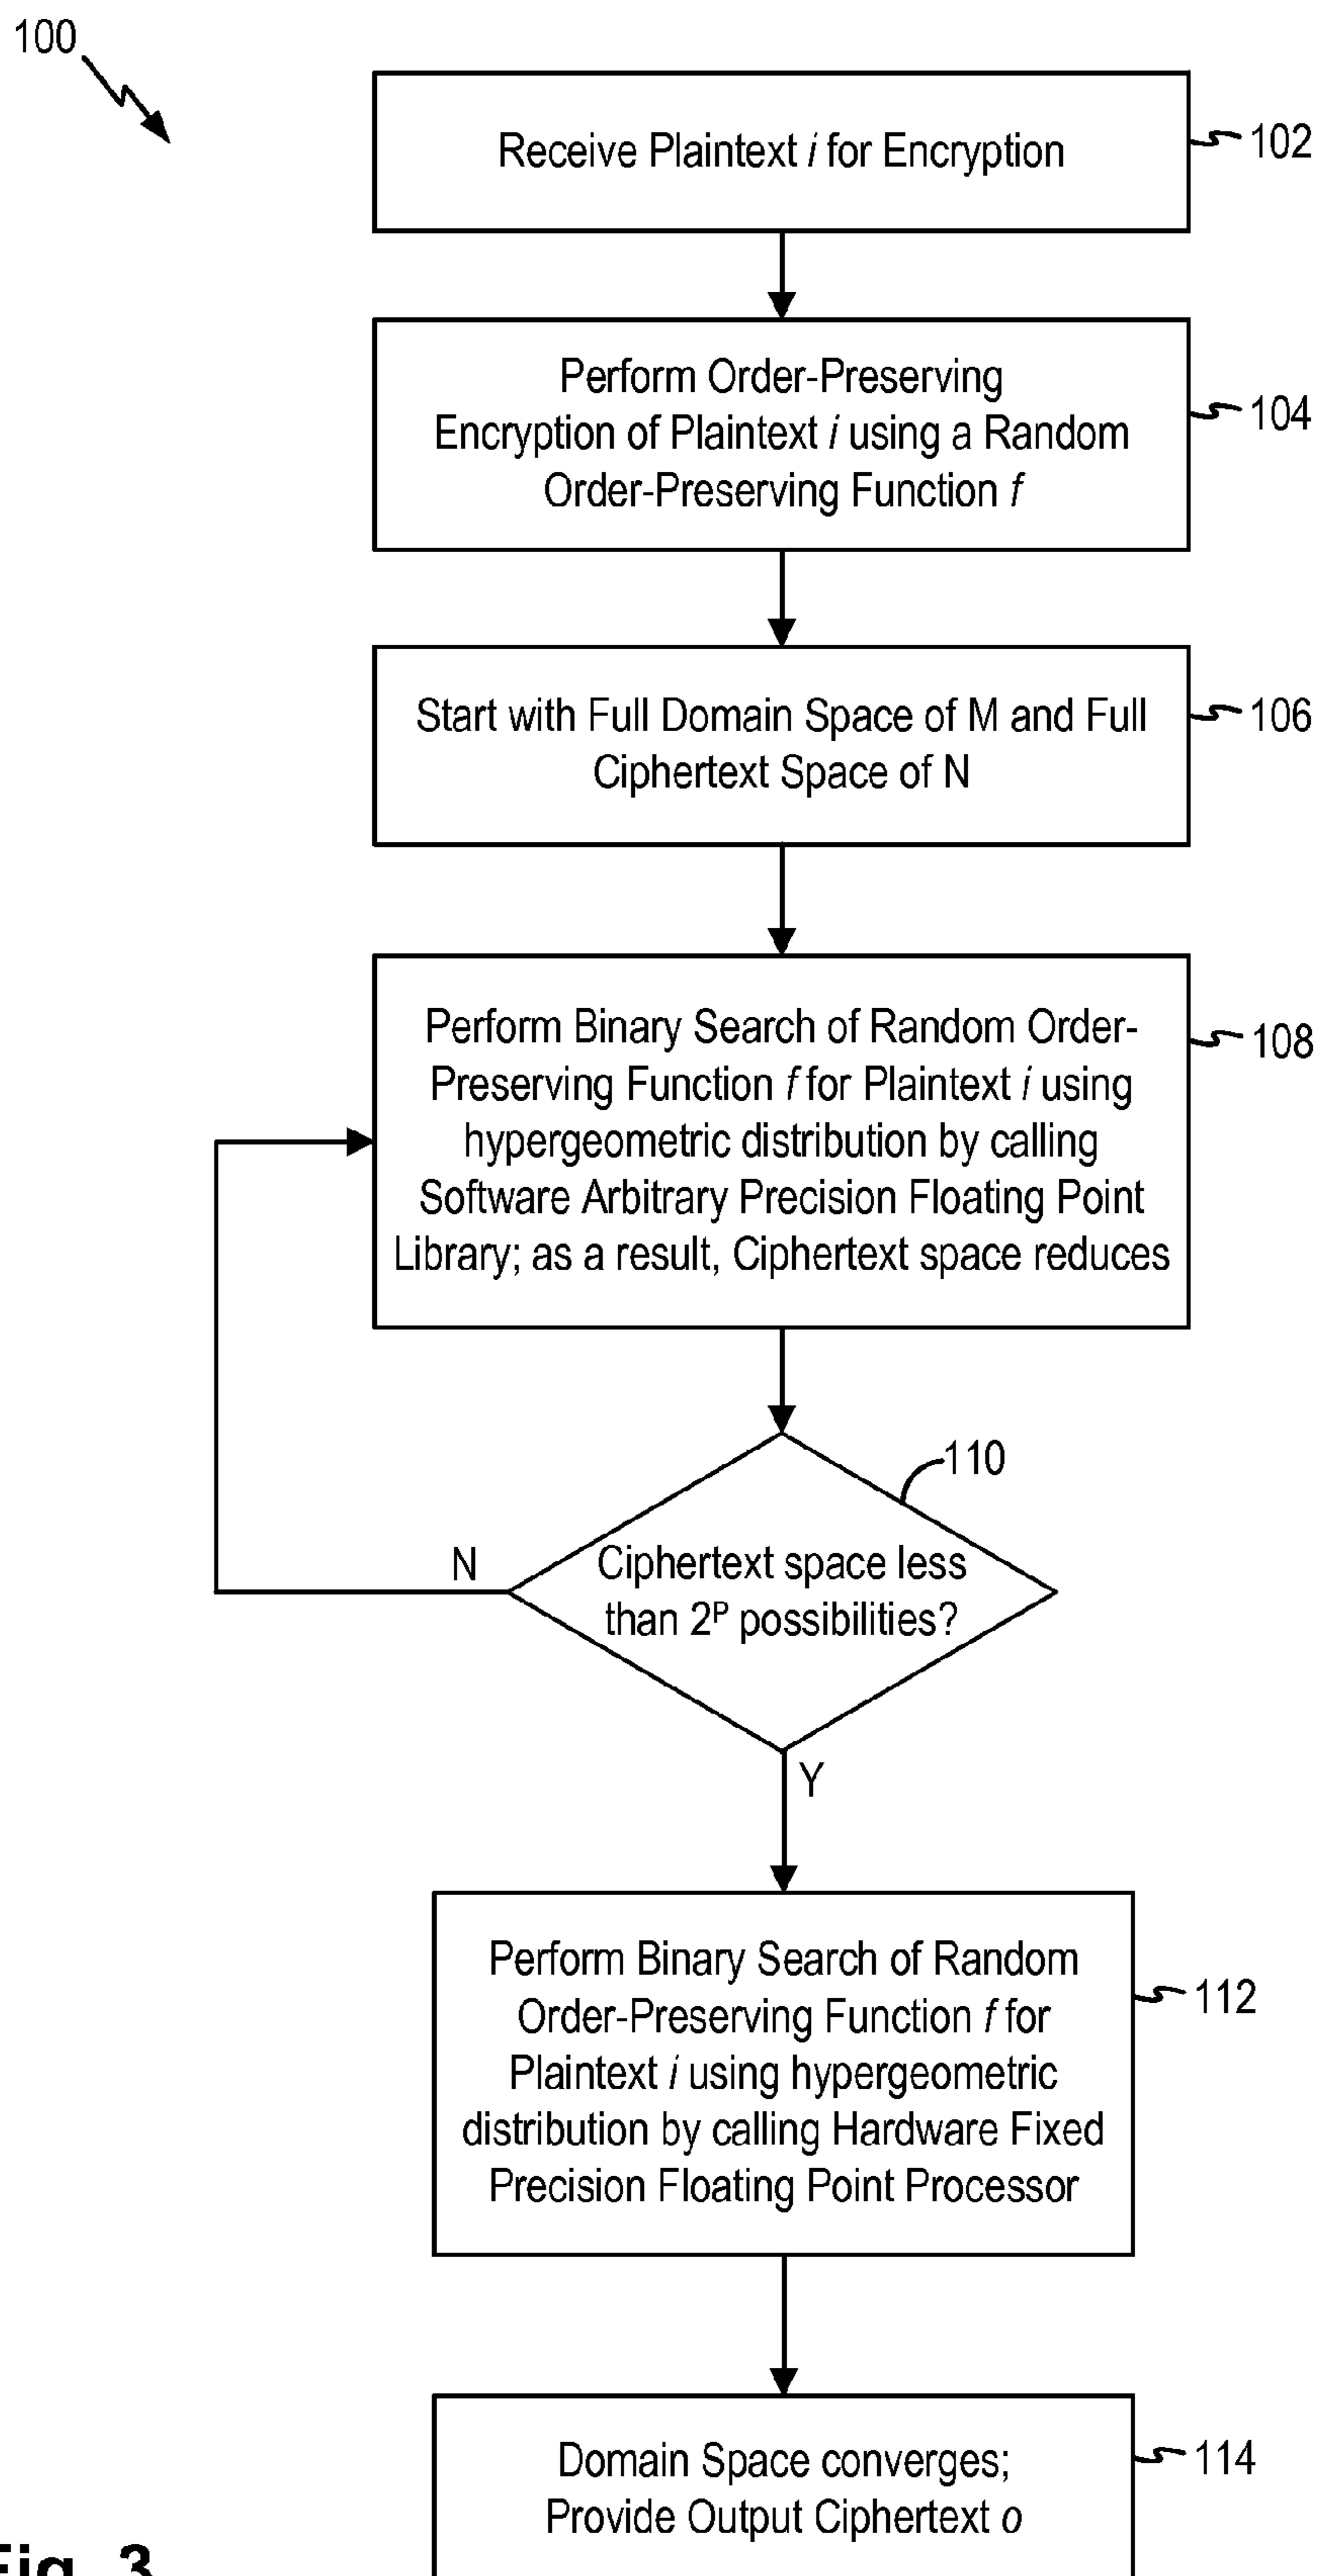 100
Receive Plaintext i for Encryption
102
Perform Order-Preserving
Encryption of Plaintext i using a Random
Order-Preserving Function f
104
Start with Full Domain Space of M and Full
Ciphertext Space of N
106
Perform Binary Search of Random Order-
Preserving Function f for Plaintext i using
hypergeometric distribution by calling
Software Arbitrary Precision Floating Point
Library; as a result, Ciphertext space reduces
108
110
Ciphertext space less
than 2ᴾ possibilities?
N
Y
Perform Binary Search of Random
Order-Preserving Function f for
Plaintext i using hypergeometric
distribution by calling Hardware Fixed
Precision Floating Point Processor
112
Domain Space converges;
Provide Output Ciphertext o
114
Fig. 3